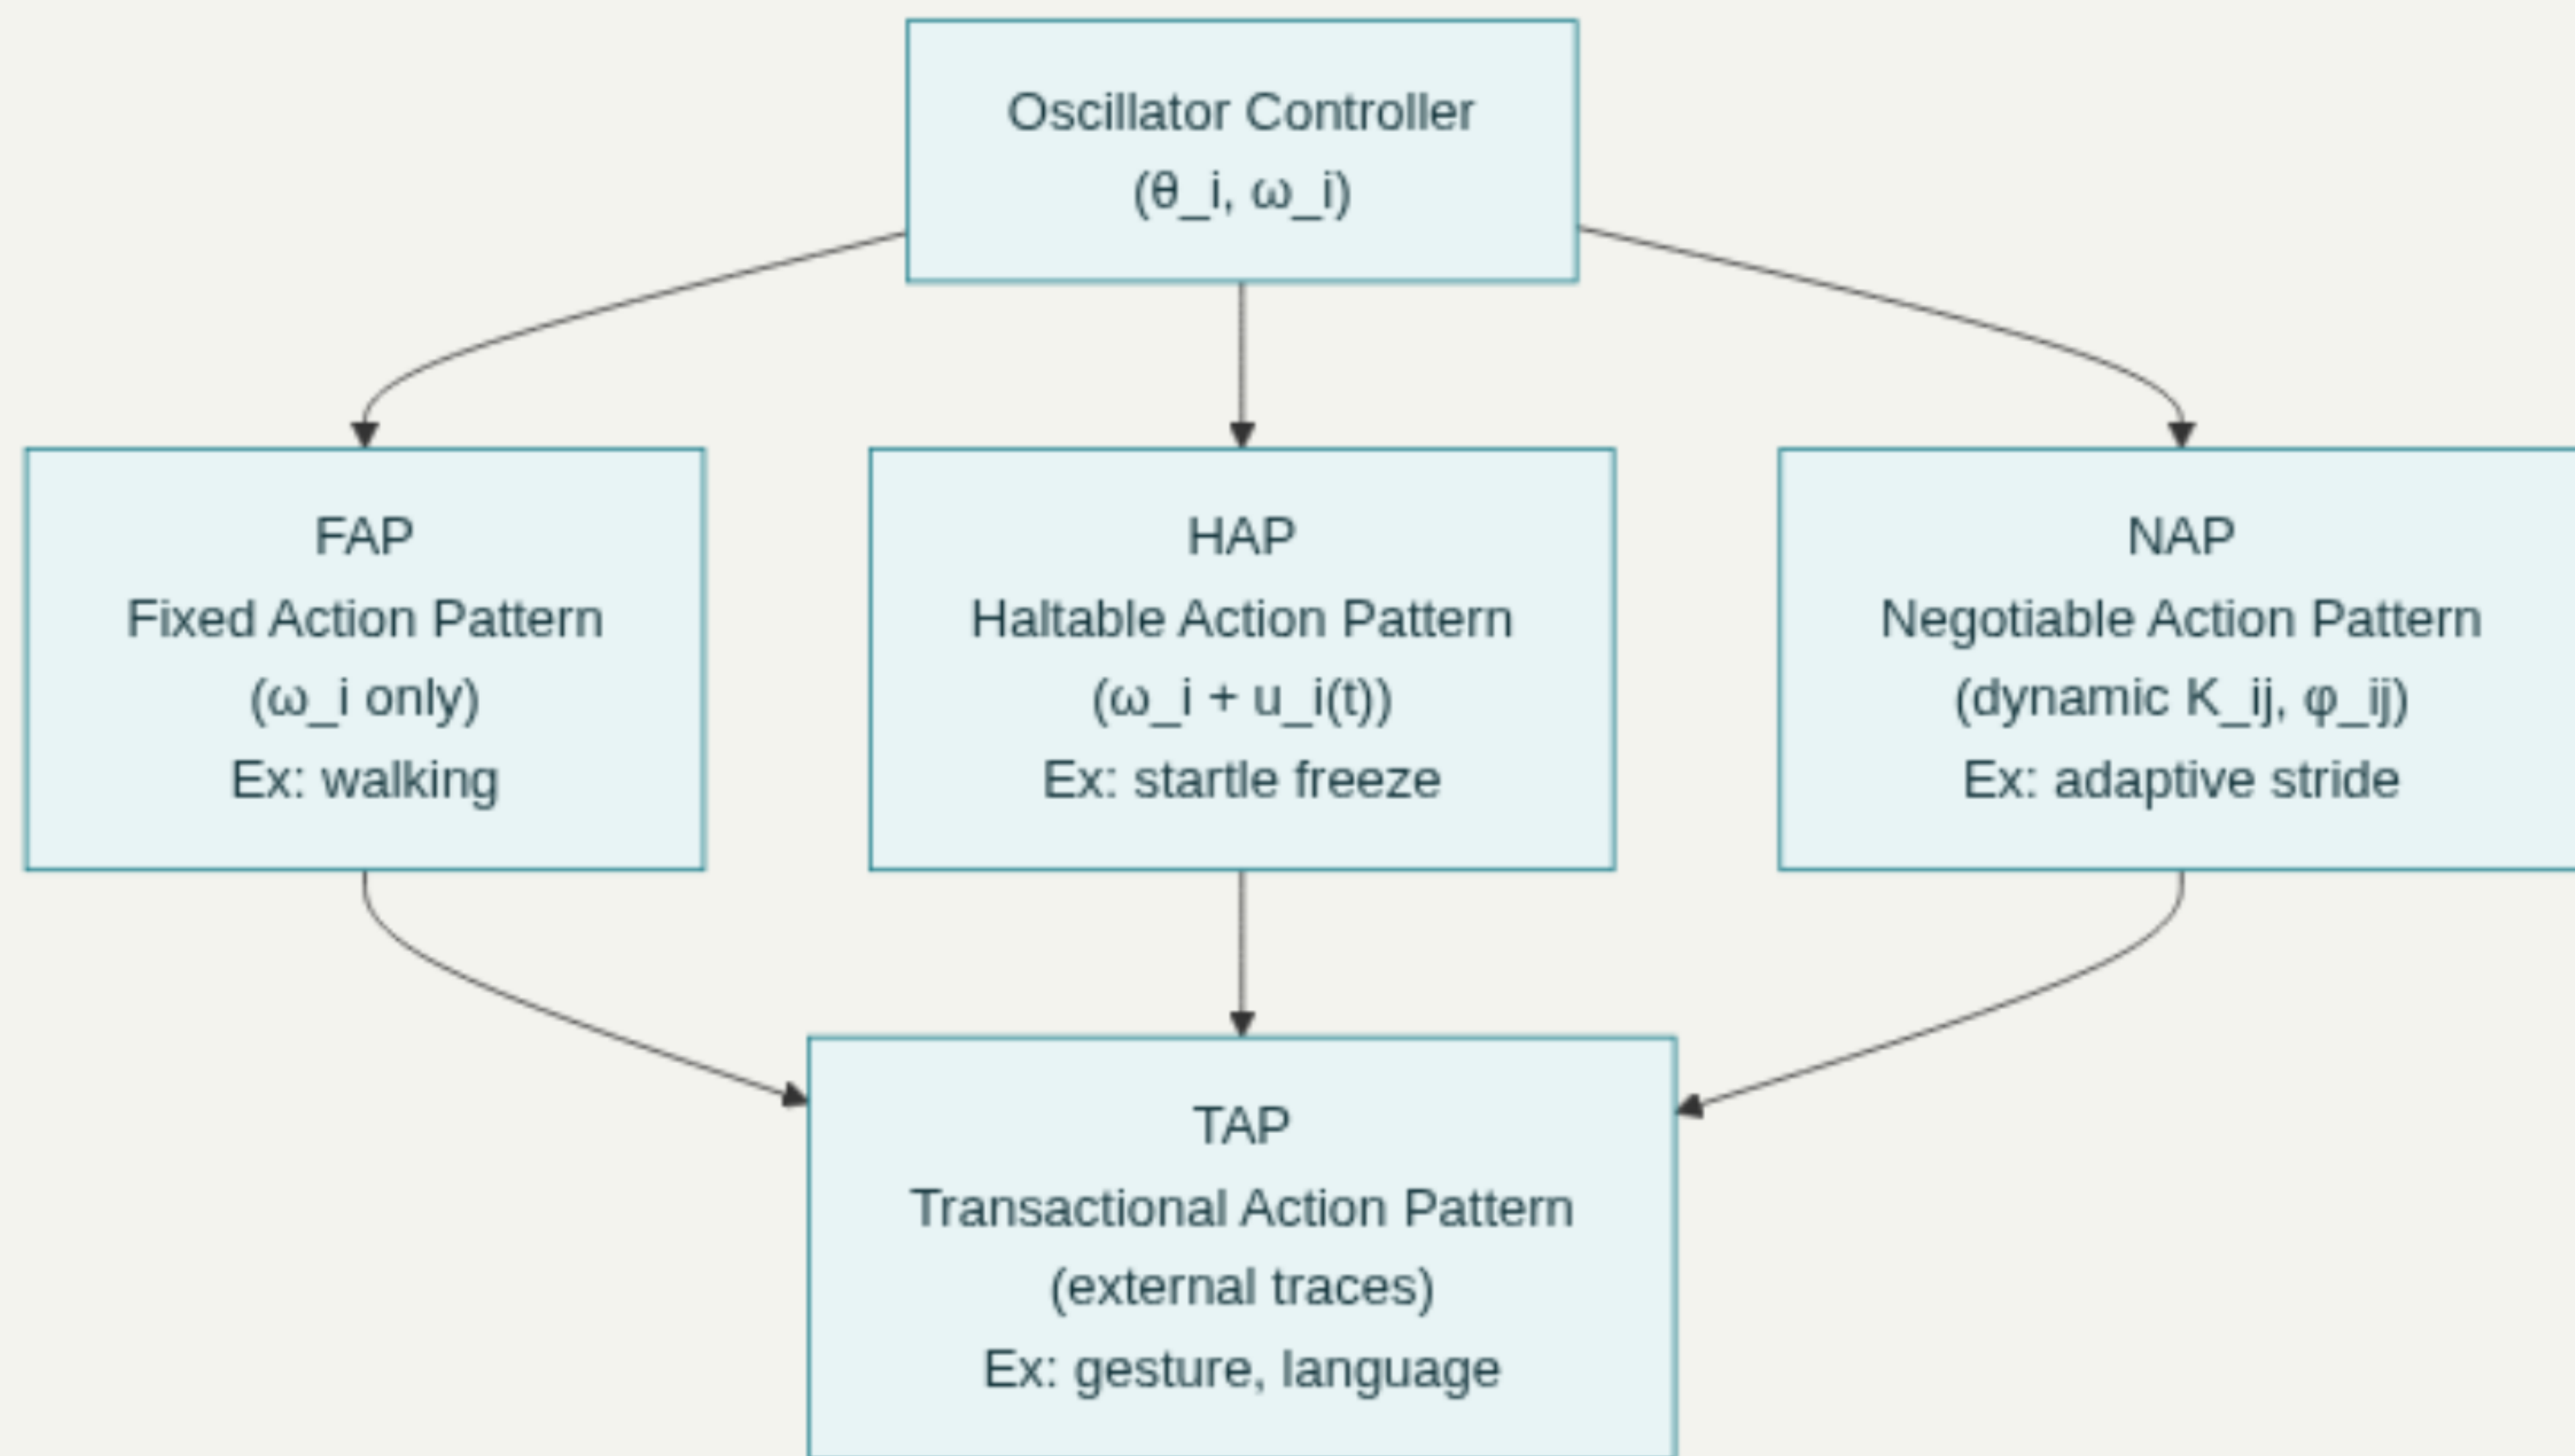 Oscillator Controller
(θ_i, ω_i)
FAP
Fixed Action Pattern
(ω_i only)
Ex: walking
HAP
Haltable Action Pattern
(ω_i + u_i(t))
Ex: startle freeze
NAP
Negotiable Action Pattern
(dynamic K_ij, φ_ij)
Ex: adaptive stride
TAP
Transactional Action Pattern
(external traces)
Ex: gesture, language